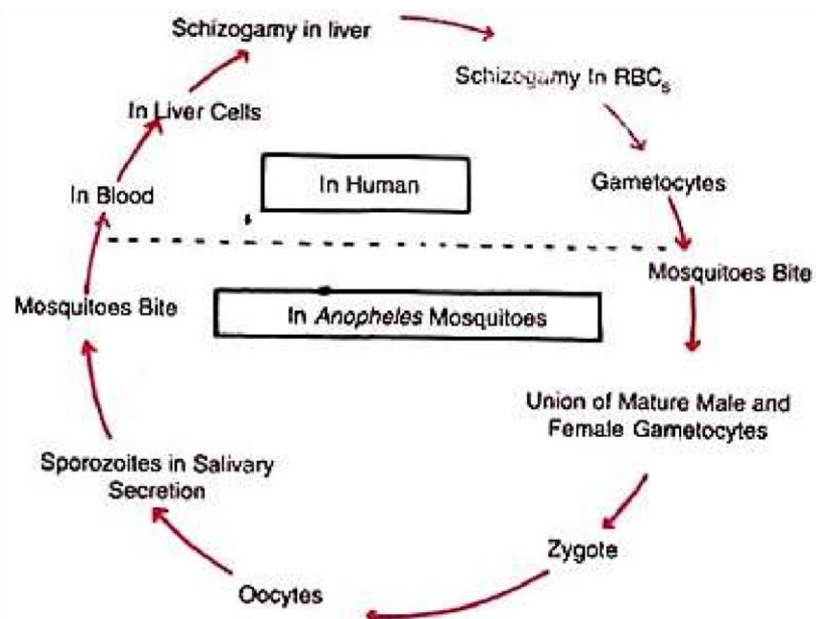 Schizogamy in liver
Schizogamy In RBCs
In Liver Cells
In Human
Gametocytes
In Blood
Mosquitoes Bite
Mosquitoes Bite
In Anopheles Mosquitoes
Union of Mature Male and
Female Gametocytes
Sporozoites in Salivary
Secretion
Zygote
Oocytes